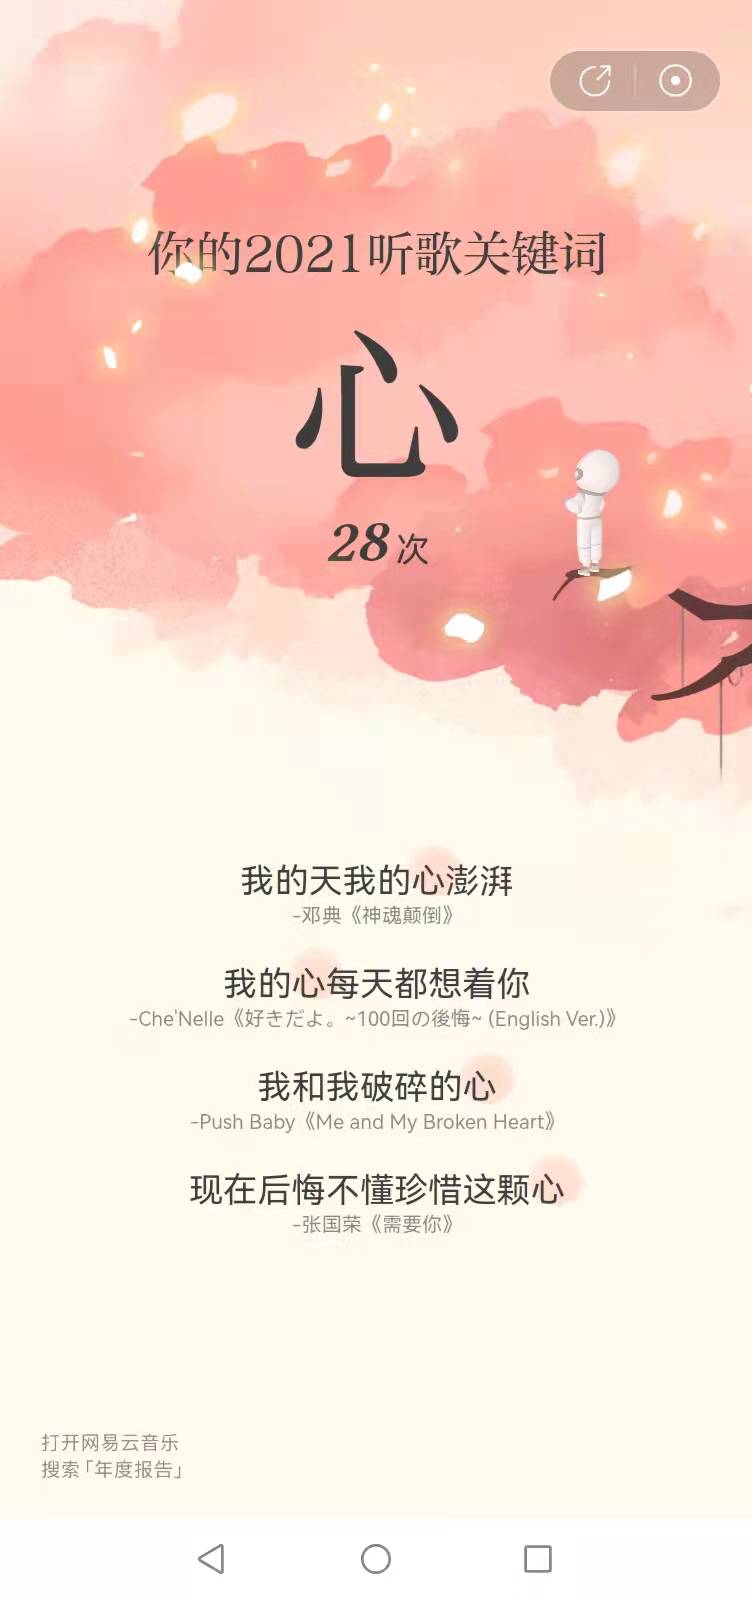 你的2021听歌关键词
心
28次
我的天我的心澎湃
-邓典《神魂颠倒》
我的心每天都想着你
-Che'Nelle《好きだよ。~100回の後悔~ (English Ver.)》
我和我破碎的心
-Push Baby《Me and My Broken Heart》
现在后悔不懂珍惜这颗心
-张国荣《需要你》
打开网易云音乐
搜索「年度报告」